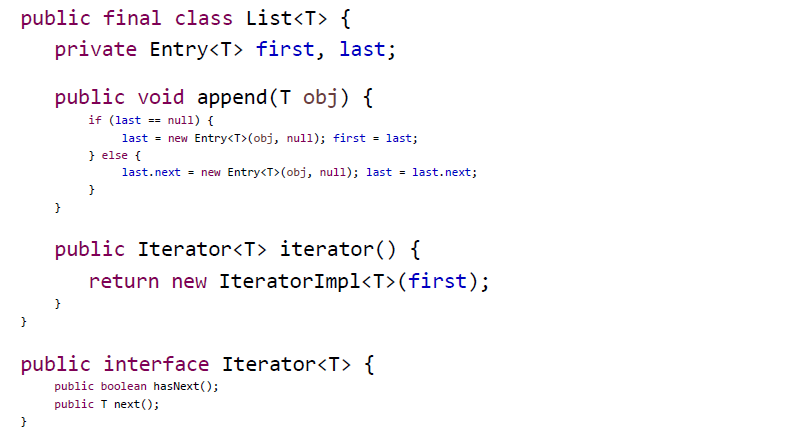 public final class List<T> {
private Entry<T> first, last;
public void append(T obj) {
if (last == null) {
last = new Entry<T>(obj, null); first = last;
} else {
last.next = new Entry<T>(obj, null); last = last.next;
}
}
public Iterator<T> iterator() {
return new IteratorImpl<T>(first);
}
}
public interface Iterator<T> {
public boolean hasNext();
public T next();
}